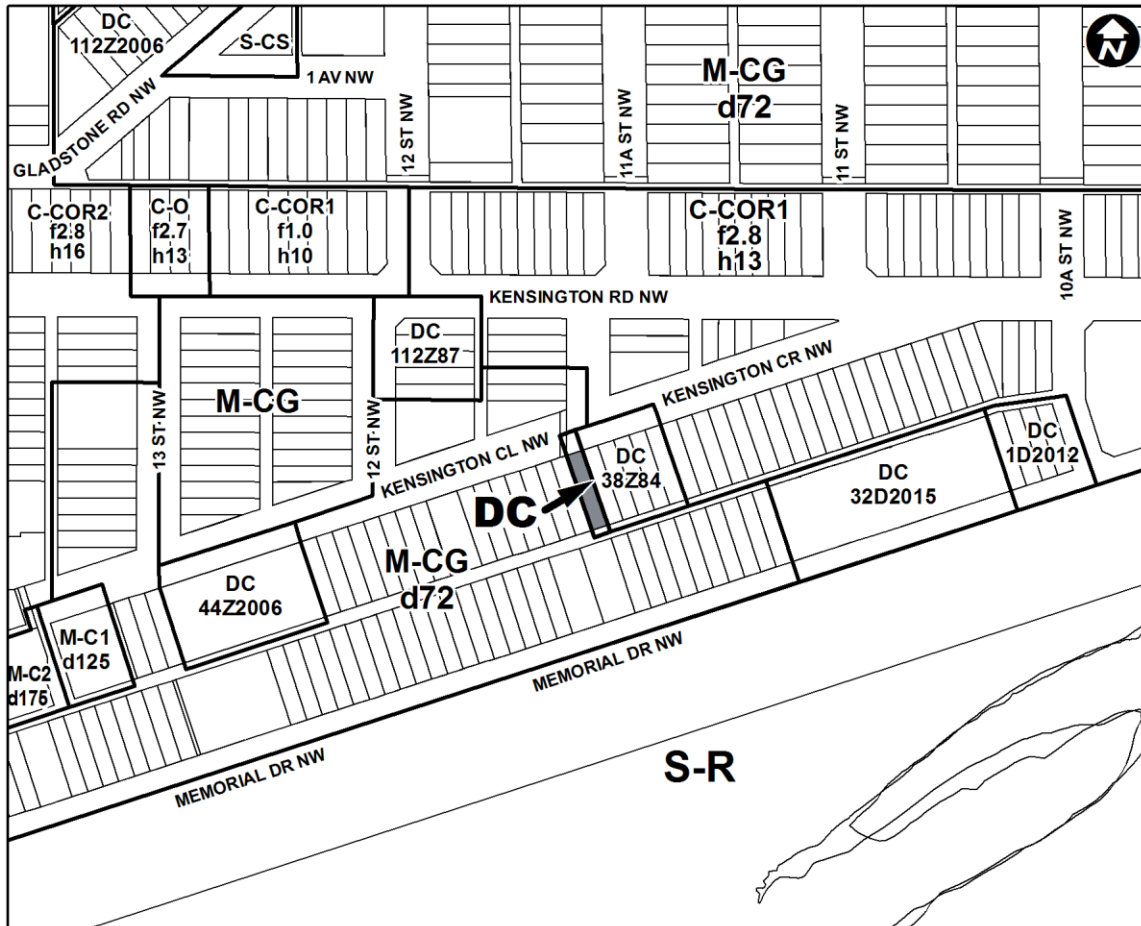 DC
112Z2006
S-CS
N
1 AV NW
M-CG
d72
GLADSTONE RD NW
12 ST NW
11A ST NW
11 ST NW
C-COR2
f2.8
h16
C-O
f2.7
h13
C-COR1
f1.0
h10
C-COR1
f2.8
h13
10A ST NW
KENSINGTON RD NW
DC
112Z87
M-CG
13 ST NW
12 ST NW
KENSINGTON CL NW
KENSINGTON CR NW
DC
38Z84
DC
DC
32D2015
DC
1D2012
M-CG
d72
DC
44Z2006
M-C1
d125
M-C2
d175
MEMORIAL DR NW
MEMORIAL DR NW
S-R